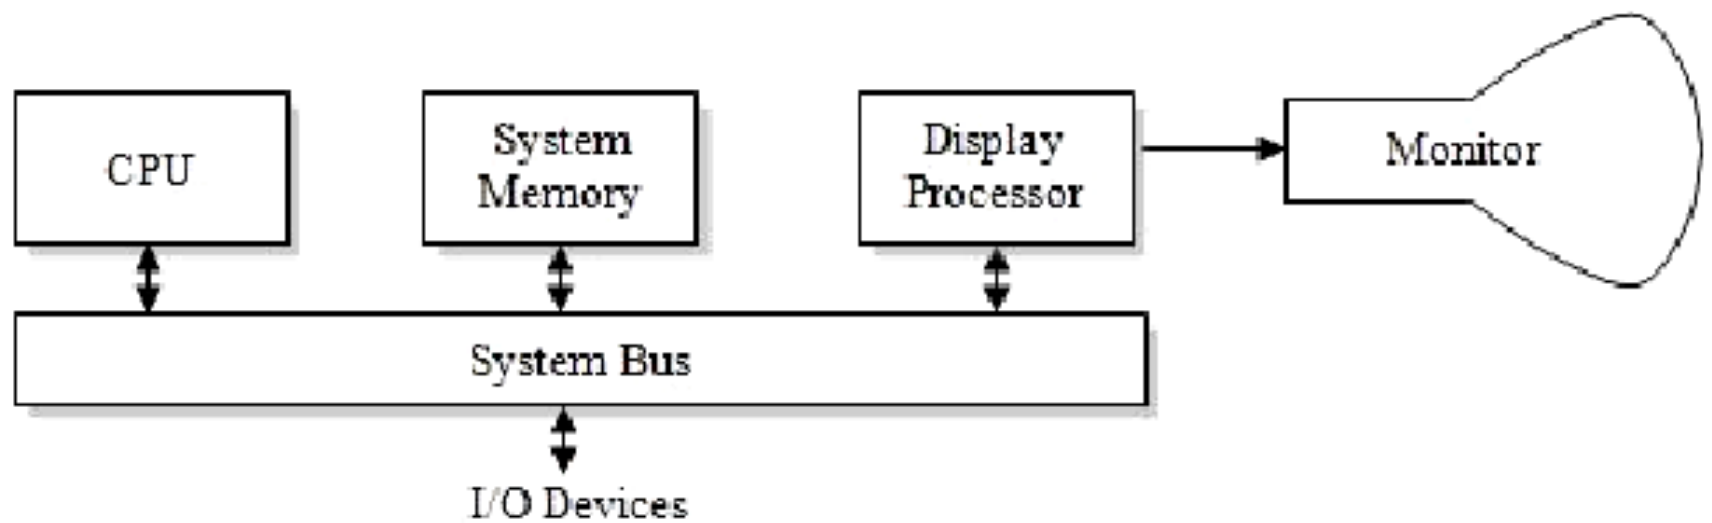 CPU
System
Memory
Display
Processor
Monitor
System Bus
I/O Devices